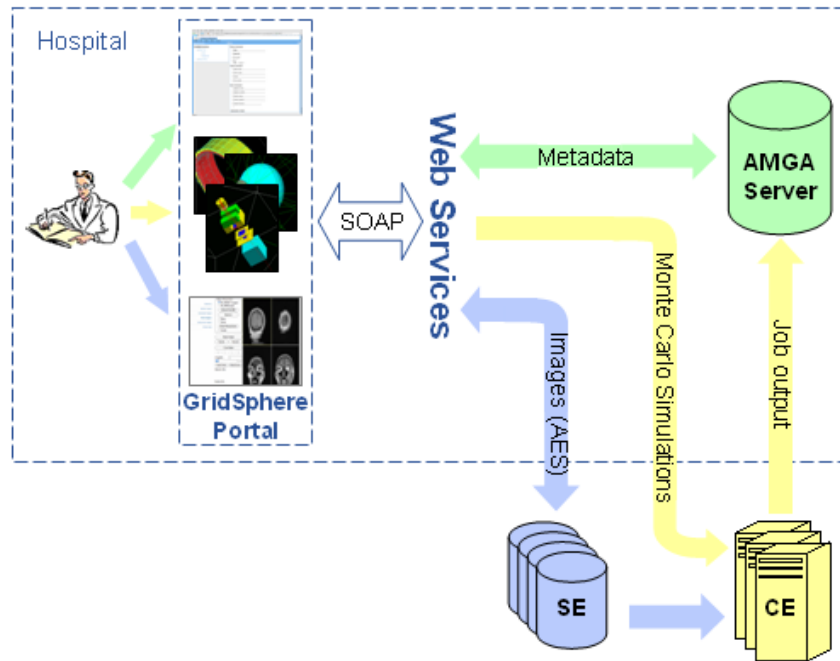 Hospital
GridSphere
Portal
SOAP
Web Services
Metadata
AMGA
Server
Images (AES)
Monte Carlo Simulations
Job output
SE
CE